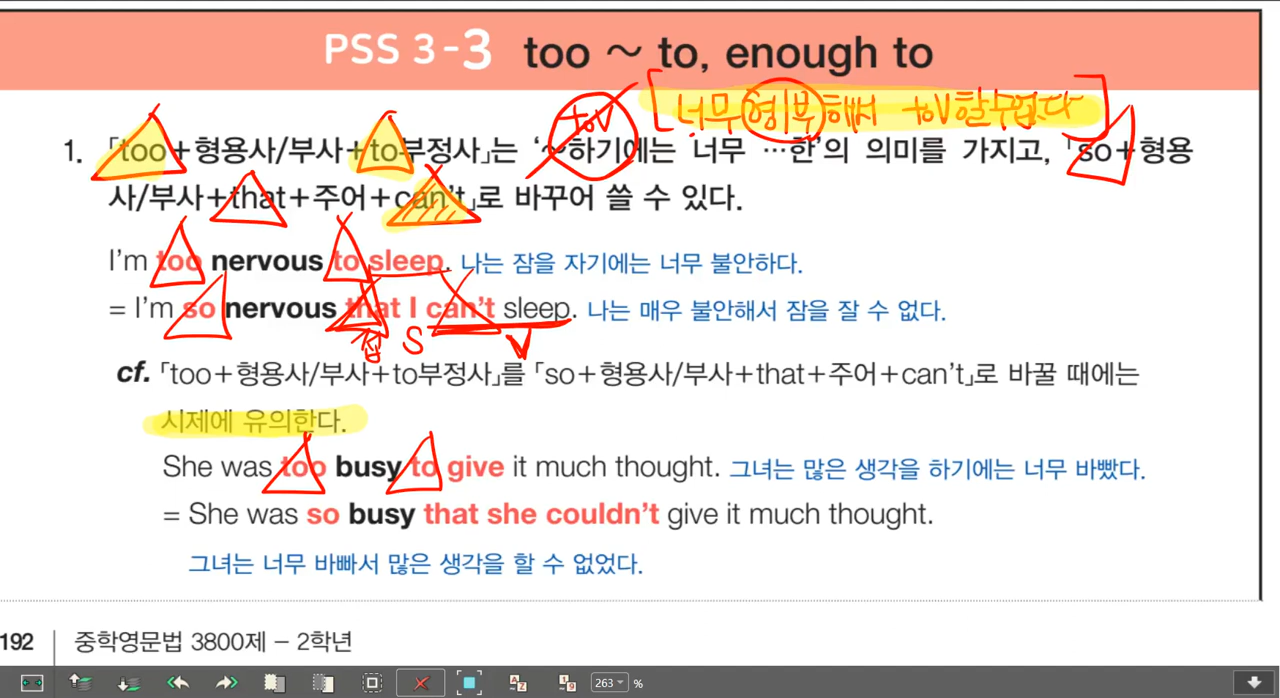 PSS 3-3 too ~ to, enough to
toV [너무 형/부 해서 toV할 수 없다]
1. 「too+형용사/부사+to부정사」는 '~하기에는 너무 …한'의 의미를 가지고, 「so+형용
사/부사+that+주어+can't」로 바꾸어 쓸 수 있다.
I'm too nervous to sleep. 나는 잠을 자기에는 너무 불안하다.
= I'm so nervous that I can't sleep. 나는 매우 불안해서 잠을 잘 수 없다.
접 S V
cf. 「too+형용사/부사+to부정사」를 「so+형용사/부사+that+주어+can't」로 바꿀 때에는
시제에 유의한다.
She was too busy to give it much thought. 그녀는 많은 생각을 하기에는 너무 바빴다.
= She was so busy that she couldn't give it much thought.
그녀는 너무 바빠서 많은 생각을 할 수 없었다.
192 중학영문법 3800제 – 2학년
263 %